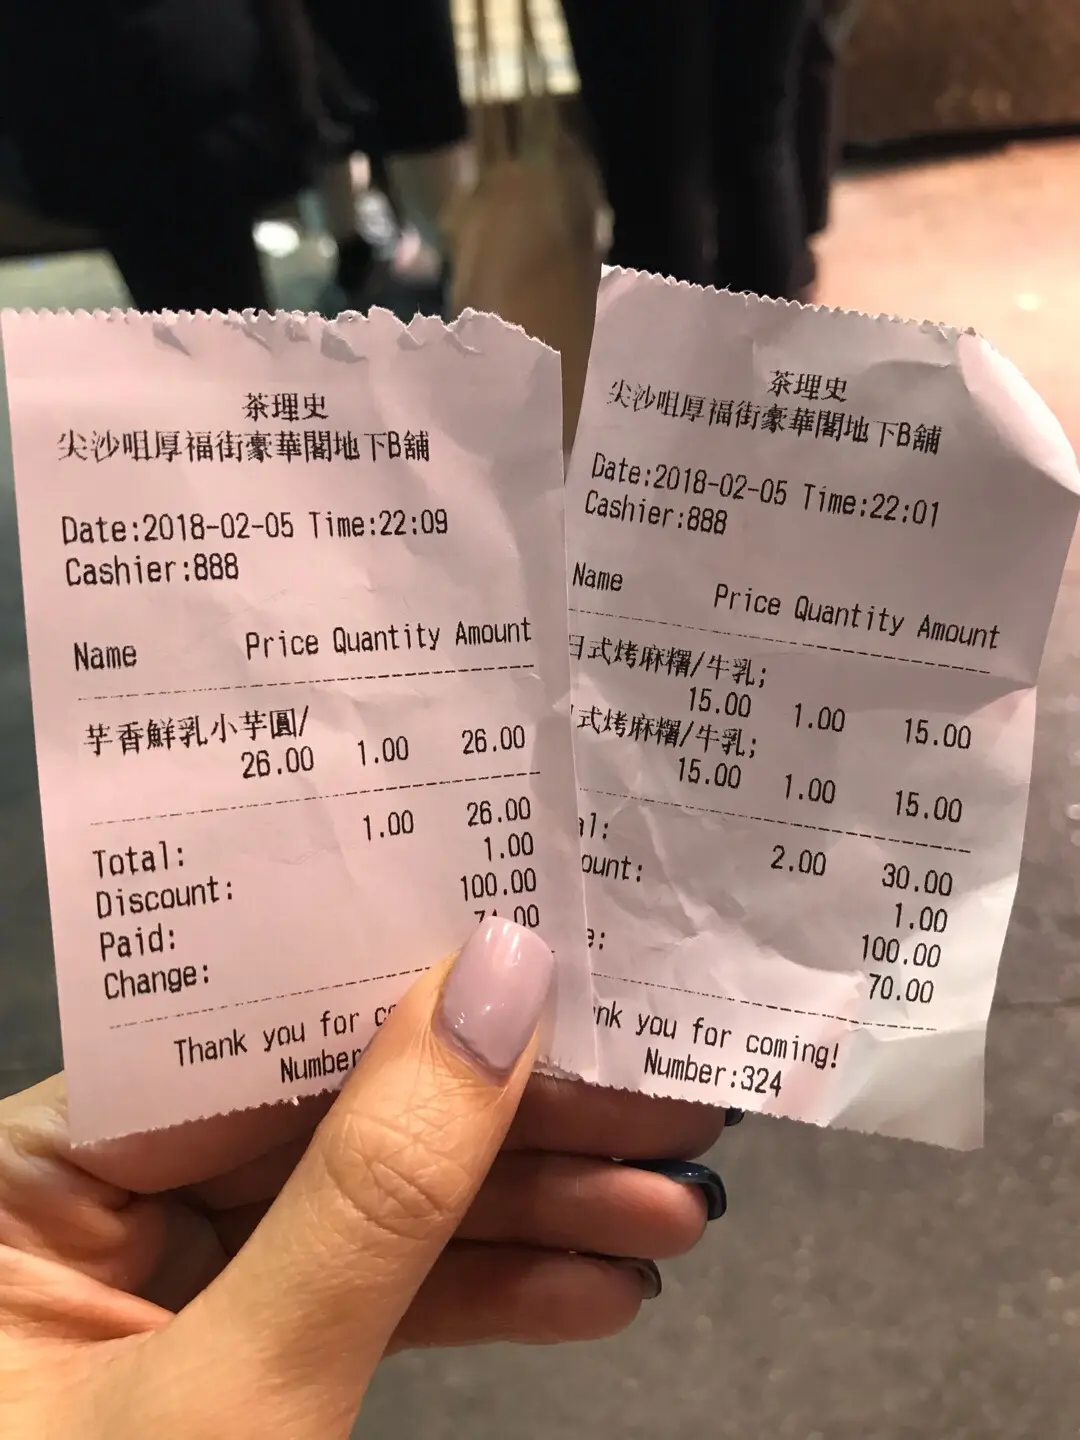 茶理史
尖沙咀厚福街豪華閣地下B舖
Date:2018-02-05 Time:22:09
Cashier:888
Name Price Quantity Amount
芋香鮮乳小芋圓/
26.00 1.00 26.00
Total: 1.00 26.00
Discount: 1.00
Paid: 100.00
Change: 74.00
Thank you for
Number
茶理史
尖沙咀厚福街豪華閣地下B舖
Date:2018-02-05 Time:22:01
Cashier:888
Name Price Quantity Amount
日式烤麻糬/牛乳;
15.00 1.00 15.00
式烤麻糬/牛乳;
15.00 1.00 15.00
al: 2.00 30.00
ount: 1.00
100.00
e: 70.00
nk you for coming!
Number:324